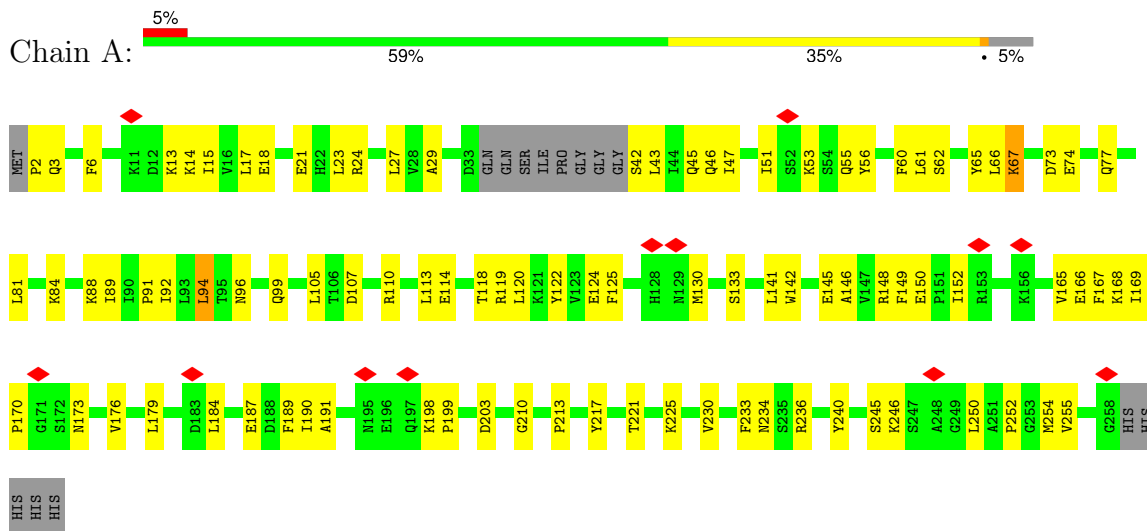 5%
Chain A:
59% 35% • 5%
MET P2 Q3 F6 K11 D12 K13 K14 I15 V16 L17 E18 E21 H22 L23 R24 L27 V28 A29 D33 GLN GLN SER ILE PRO GLY GLY GLY S42 L43 I44 Q45 Q46 I47 I51 S52 K53 S54 Q55 Y56 F60 L61 S62 Y65 L66 K67 D73 E74 Q77
L81 K84 K88 I89 I90 P91 I92 L93 L94 T95 N96 Q99 L105 T106 D107 R110 L113 E114 T118 R119 L120 K121 Y122 V123 E124 F125 H128 N129 M130 S133 L141 W142 E145 A146 V147 R148 F149 E150 P151 I152 R153 K156 V165 E166 F167 K168 I169
P170 G171 S172 N173 V176 L179 D183 L184 E187 D188 F189 I190 A191 N195 E196 Q197 K198 P199 D203 G210 P213 Y217 T221 K225 V230 F233 N234 S235 R236 Y240 S245 K246 S247 A248 G249 L250 A251 P252 G253 M254 V255 G258 HIS HIS
HIS HIS HIS